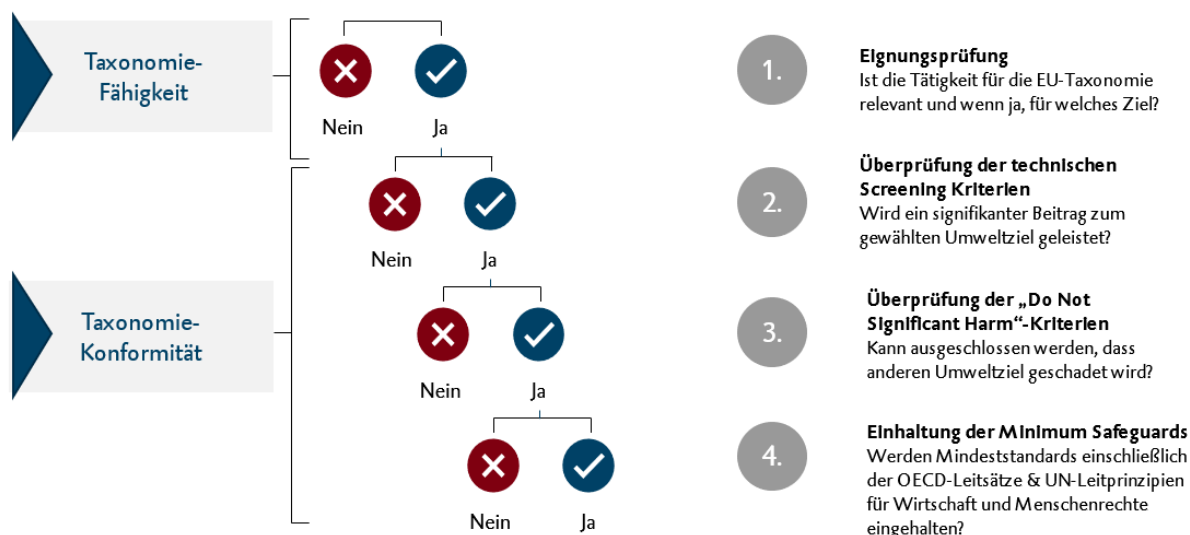 Taxonomie-
Fähigkeit
Nein
Ja
1.
Eignungsprüfung
Ist die Tätigkeit für die EU-Taxonomie
relevant und wenn ja, für welches Ziel?
Nein
Ja
2.
Überprüfung der technischen
Screening Kriterien
Wird ein signifikanter Beitrag zum
gewählten Umweltziel geleistet?
Taxonomie-
Konformität
Nein
Ja
3.
Überprüfung der „Do Not
Significant Harm“-Kriterien
Kann ausgeschlossen werden, dass
anderen Umweltziel geschadet wird?
Nein
Ja
4.
Einhaltung der Minimum Safeguards
Werden Mindeststandards einschließlich
der OECD-Leitsätze & UN-Leitprinzipien
für Wirtschaft und Menschenrechte
eingehalten?